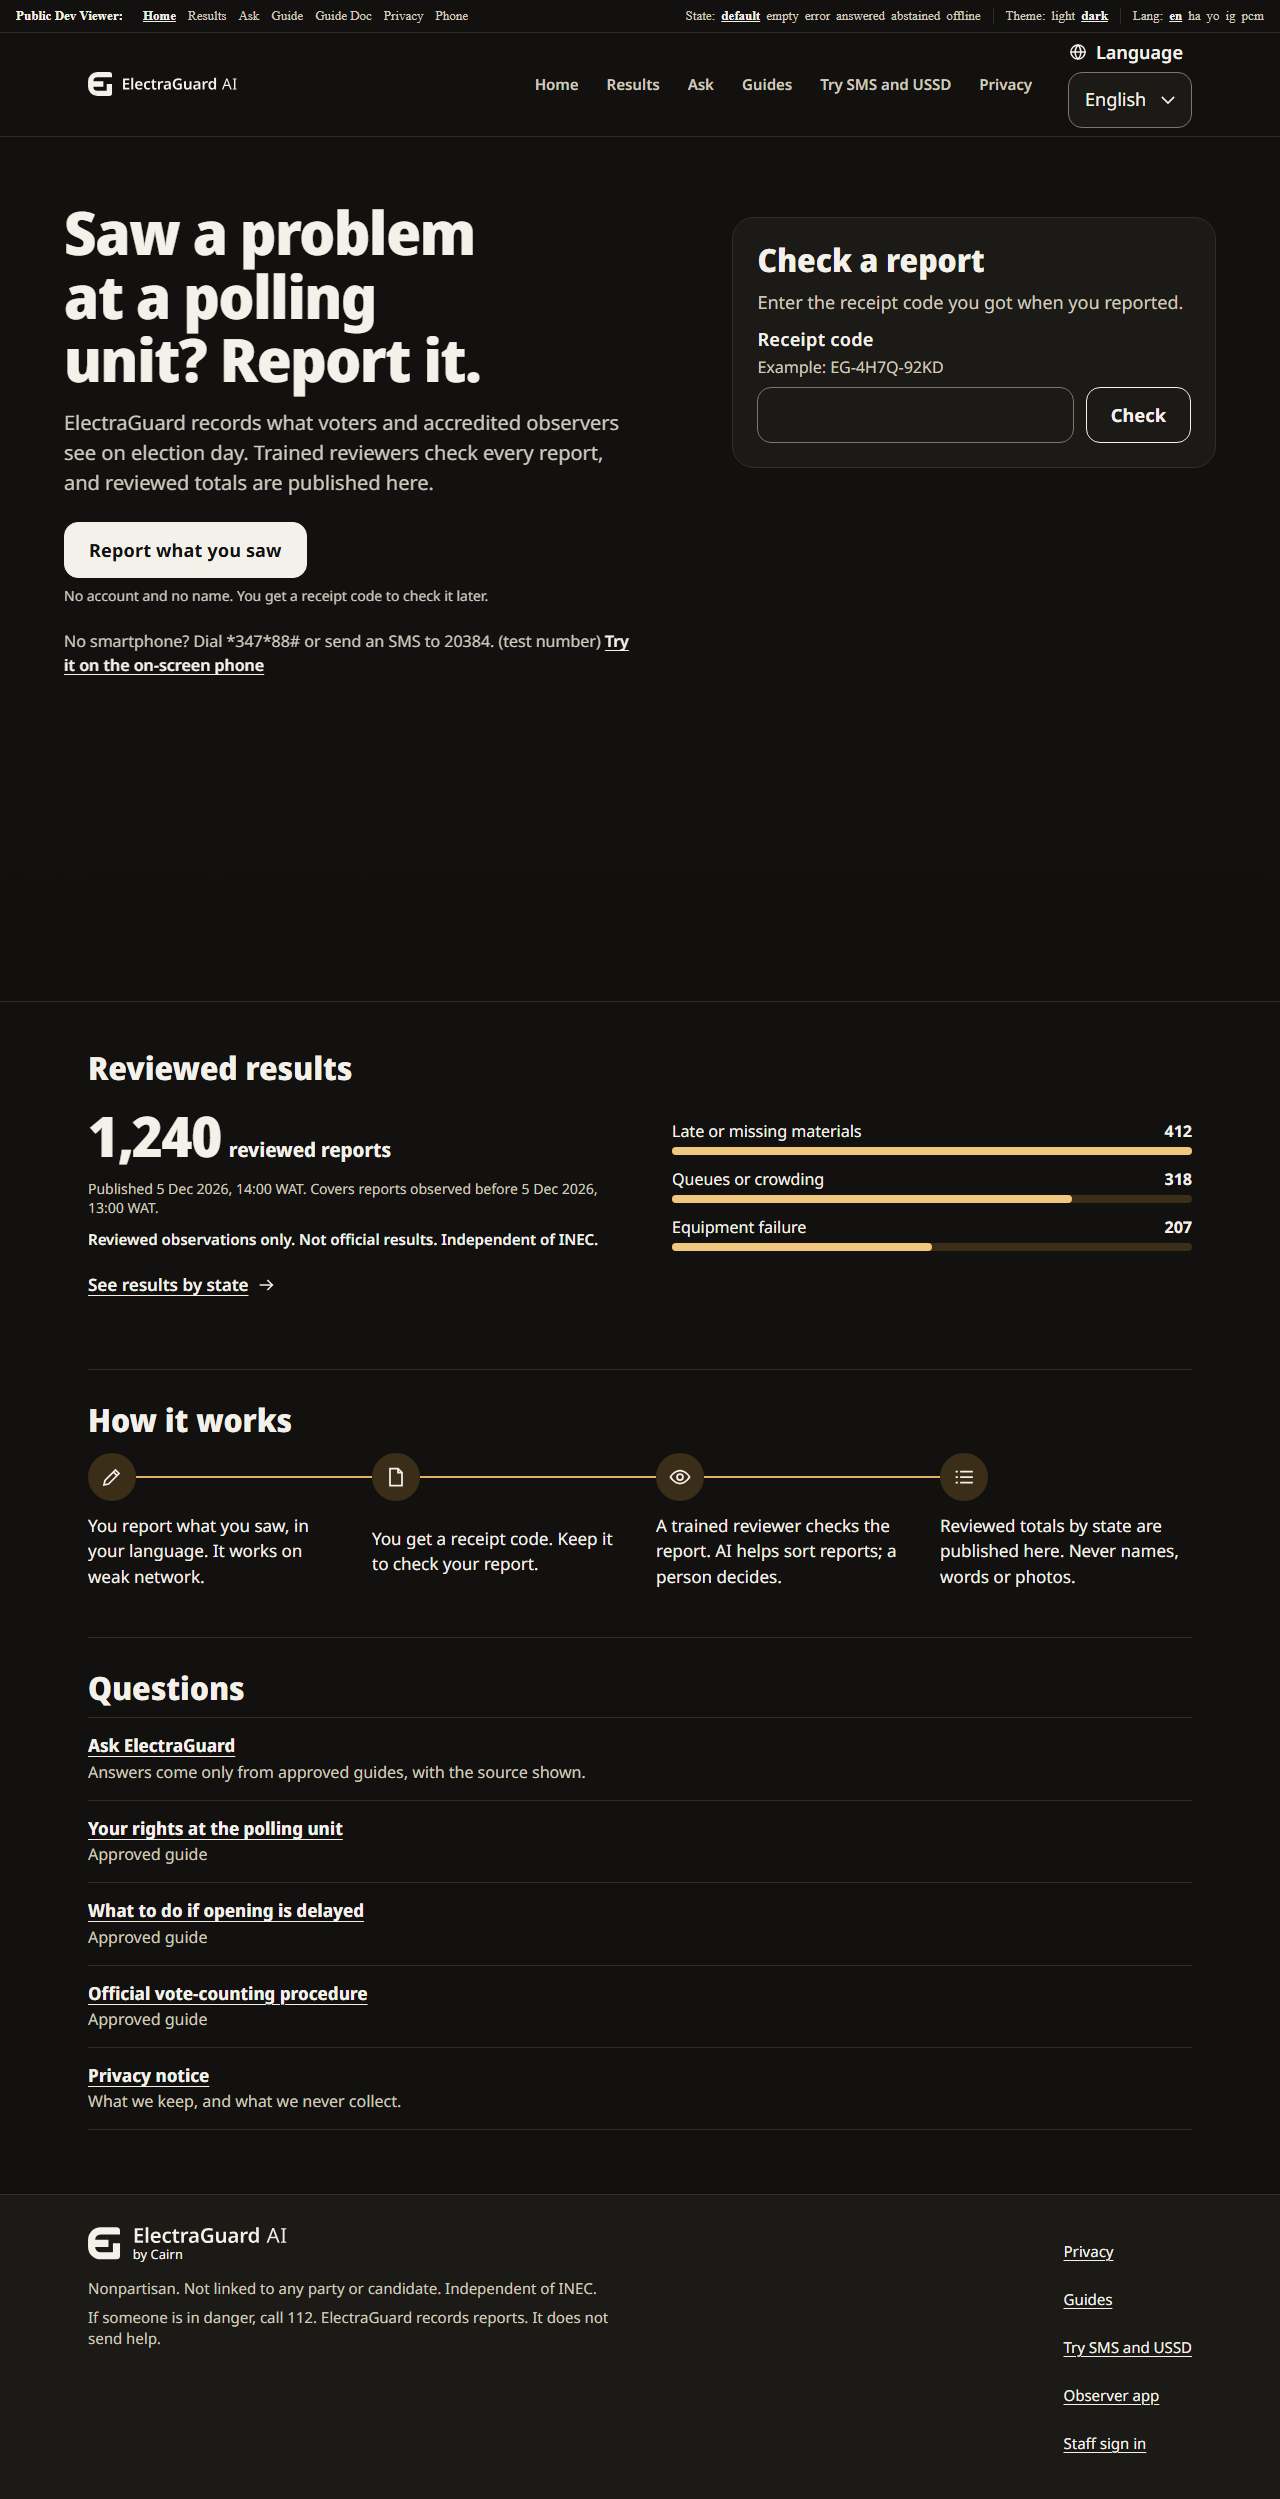 Public Dev Viewer: Home Results Ask Guide Guide Doc Privacy Phone State: default empty error answered abstained offline Theme: light dark Lang: en ha yo ig pcm
ElectraGuard AI
Home Results Ask Guides Try SMS and USSD Privacy
Language
English
Saw a problem
at a polling
unit? Report it.
ElectraGuard records what voters and accredited observers
see on election day. Trained reviewers check every report,
and reviewed totals are published here.
Report what you saw
No account and no name. You get a receipt code to check it later.
No smartphone? Dial *347*88# or send an SMS to 20384. (test number) Try
it on the on-screen phone
Check a report
Enter the receipt code you got when you reported.
Receipt code
Example: EG-4H7Q-92KD
Check
Reviewed results
1,240 reviewed reports
Published 5 Dec 2026, 14:00 WAT. Covers reports observed before 5 Dec 2026,
13:00 WAT.
Reviewed observations only. Not official results. Independent of INEC.
See results by state
Late or missing materials 412
Queues or crowding 318
Equipment failure 207
How it works
You report what you saw, in
your language. It works on
weak network.
You get a receipt code. Keep it
to check your report.
A trained reviewer checks the
report. AI helps sort reports; a
person decides.
Reviewed totals by state are
published here. Never names,
words or photos.
Questions
Ask ElectraGuard
Answers come only from approved guides, with the source shown.
Your rights at the polling unit
Approved guide
What to do if opening is delayed
Approved guide
Official vote-counting procedure
Approved guide
Privacy notice
What we keep, and what we never collect.
ElectraGuard AI
by Cairn
Nonpartisan. Not linked to any party or candidate. Independent of INEC.
If someone is in danger, call 112. ElectraGuard records reports. It does not
send help.
Privacy
Guides
Try SMS and USSD
Observer app
Staff sign in